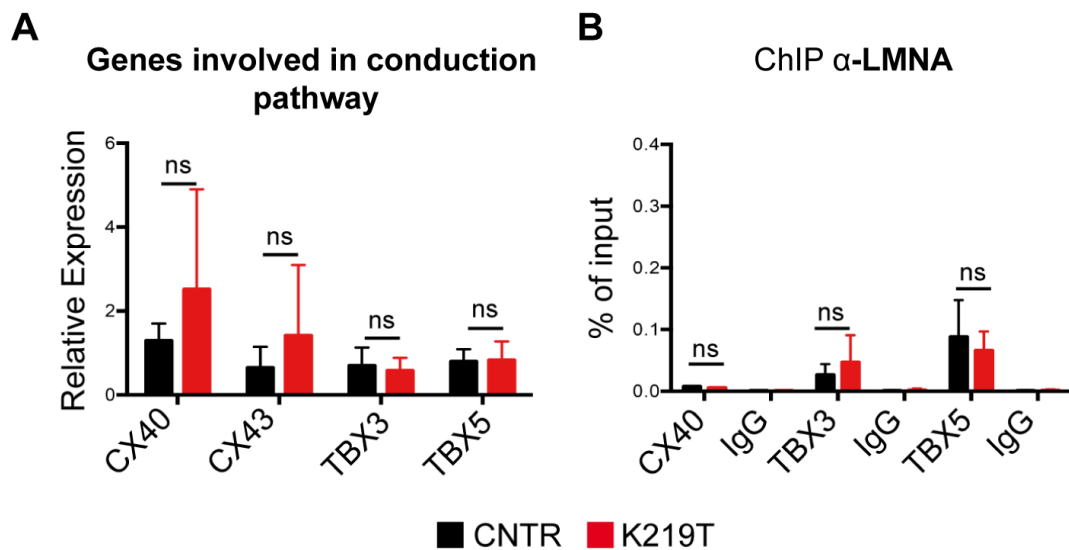 A
Genes involved in conduction
pathway
Relative Expression
6
4
2
0
ns
ns
ns
ns
CX40
CX43
TBX3
TBX5
B
ChIP α-LMNA
% of input
0.4
0.3
0.2
0.1
0.0
ns
ns
ns
CX40
IgG
TBX3
IgG
TBX5
IgG
CNTR
K219T